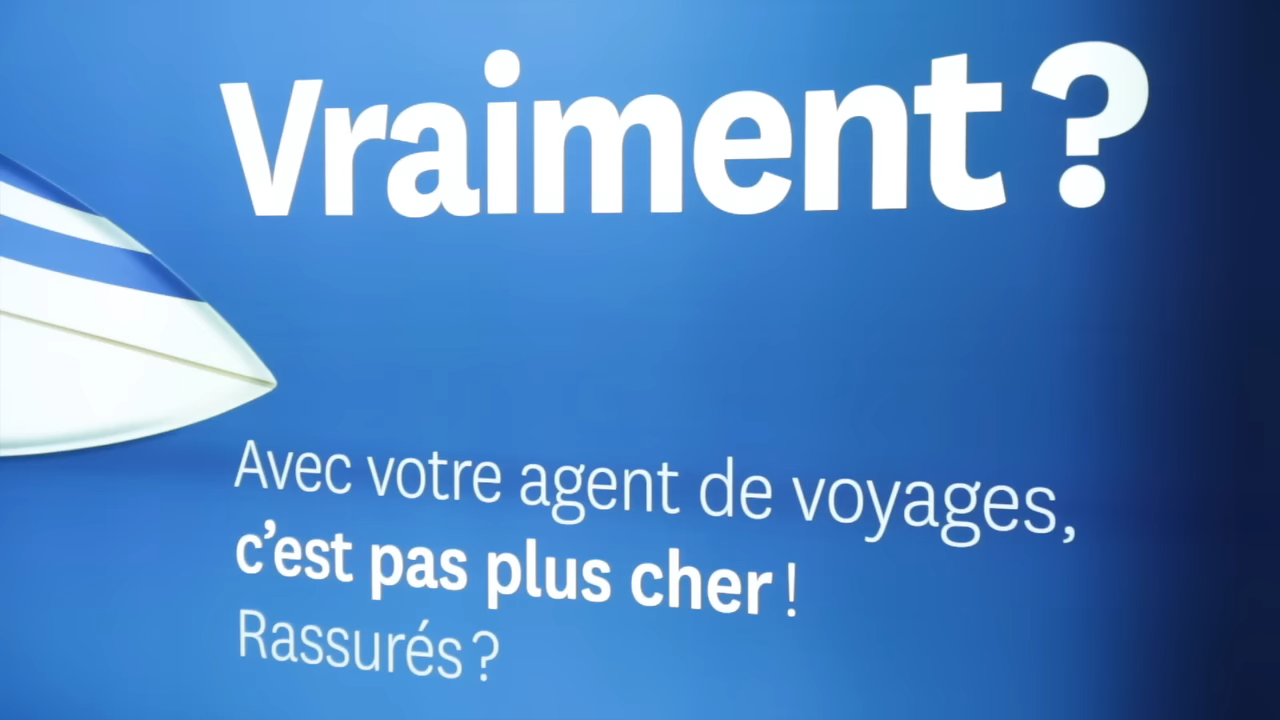 Vraiment ?
Avec votre agent de voyages,
c'est pas plus cher !
Rassurés ?